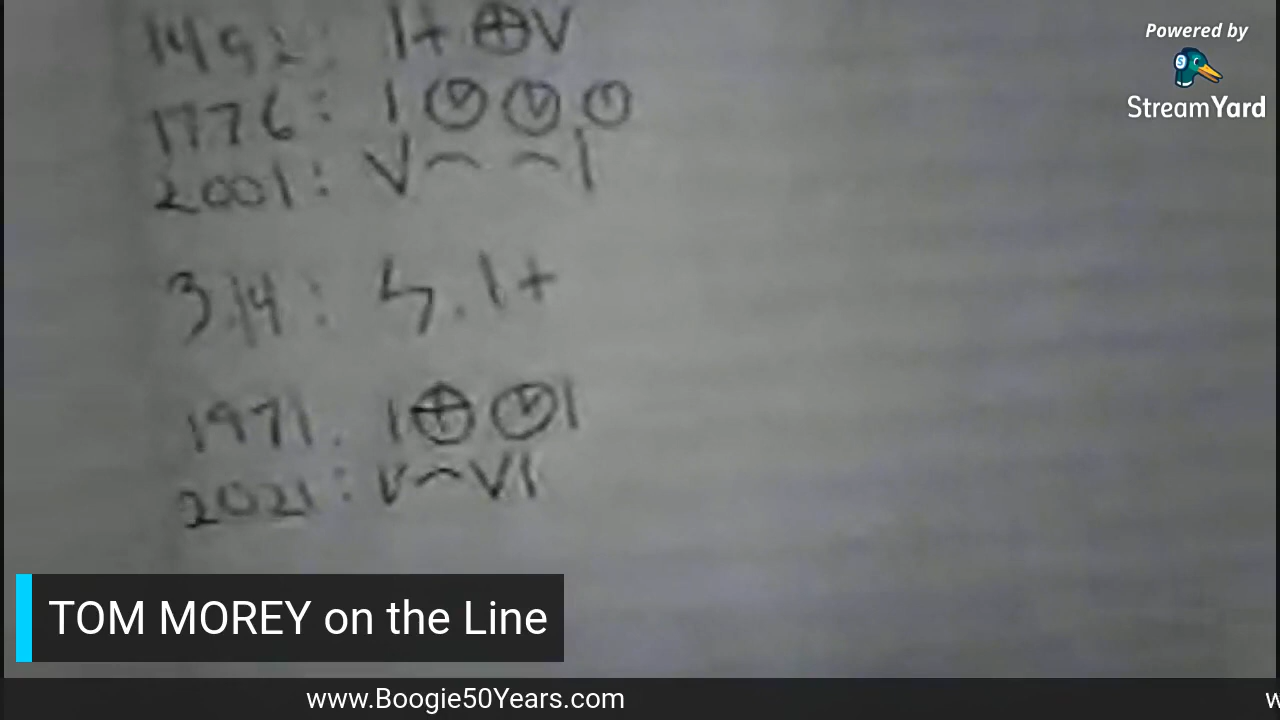 1492: 1+⊕V
1776: 1
2001: V⌒⌒1
3.14: Ϟ.1+
1971. 1⊕ 1
2021: V⌒V1
Powered by
StreamYard
TOM MOREY on the Line
www.Boogie50Years.com
w